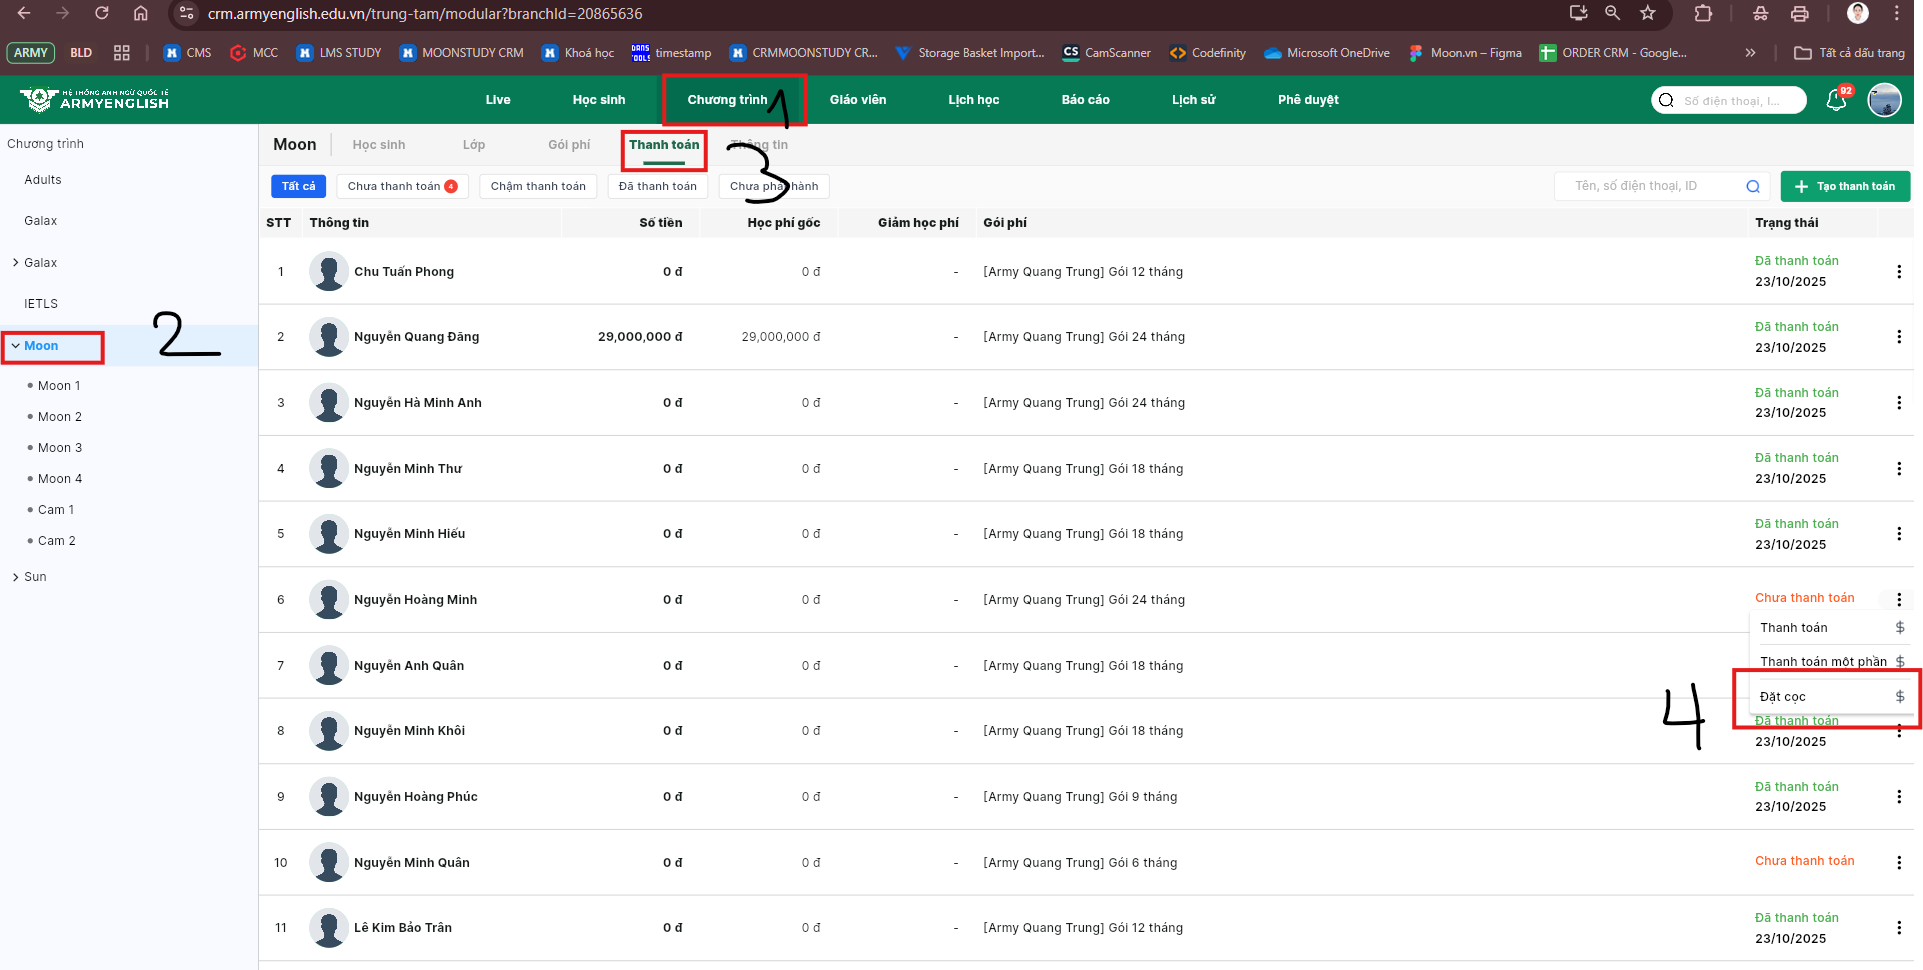 crm.armyenglish.edu.vn/trung-tam/modular?branchId=20865636
ARMY BLD CMS MCC LMS STUDY MOONSTUDY CRM Khoá học DANS TOOLS timestamp CRMMOONSTUDY CR... Storage Basket Import... CS CamScanner Codefinity Microsoft OneDrive Moon.vn – Figma ORDER CRM - Google... » Tất cả dấu trang
HỆ THỐNG ANH NGỮ QUỐC TẾ
ARMYENGLISH
Live Học sinh Chương trình 1 Giáo viên Lịch học Báo cáo Lịch sử Phê duyệt Số điện thoại, I... 92
Chương trình
Adults
Galax
Galax
IETLS
Moon 2
Moon 1
Moon 2
Moon 3
Moon 4
Cam 1
Cam 2
Sun
Moon Học sinh Lớp Gói phí Thanh toán 3 Thông tin
Tất cả Chưa thanh toán 4 Chậm thanh toán Đã thanh toán Chưa phát hành Tên, số điện thoại, ID + Tạo thanh toán
STT Thông tin Số tiền Học phí gốc Giảm học phí Gói phí Trạng thái
1 Chu Tuấn Phong 0 đ 0 đ - [Army Quang Trung] Gói 12 tháng Đã thanh toán
23/10/2025
2 Nguyễn Quang Đăng 29,000,000 đ 29,000,000 đ - [Army Quang Trung] Gói 24 tháng Đã thanh toán
23/10/2025
3 Nguyễn Hà Minh Anh 0 đ 0 đ - [Army Quang Trung] Gói 24 tháng Đã thanh toán
23/10/2025
4 Nguyễn Minh Thư 0 đ 0 đ - [Army Quang Trung] Gói 18 tháng Đã thanh toán
23/10/2025
5 Nguyễn Minh Hiếu 0 đ 0 đ - [Army Quang Trung] Gói 18 tháng Đã thanh toán
23/10/2025
6 Nguyễn Hoàng Minh 0 đ 0 đ - [Army Quang Trung] Gói 24 tháng Chưa thanh toán
Thanh toán $
Thanh toán một phần $
Đặt cọc $
4
7 Nguyễn Anh Quân 0 đ 0 đ - [Army Quang Trung] Gói 18 tháng
8 Nguyễn Minh Khôi 0 đ 0 đ - [Army Quang Trung] Gói 18 tháng Đã thanh toán
23/10/2025
9 Nguyễn Hoàng Phúc 0 đ 0 đ - [Army Quang Trung] Gói 9 tháng Đã thanh toán
23/10/2025
10 Nguyễn Minh Quân 0 đ 0 đ - [Army Quang Trung] Gói 6 tháng Chưa thanh toán
11 Lê Kim Bảo Trân 0 đ 0 đ - [Army Quang Trung] Gói 12 tháng Đã thanh toán
23/10/2025